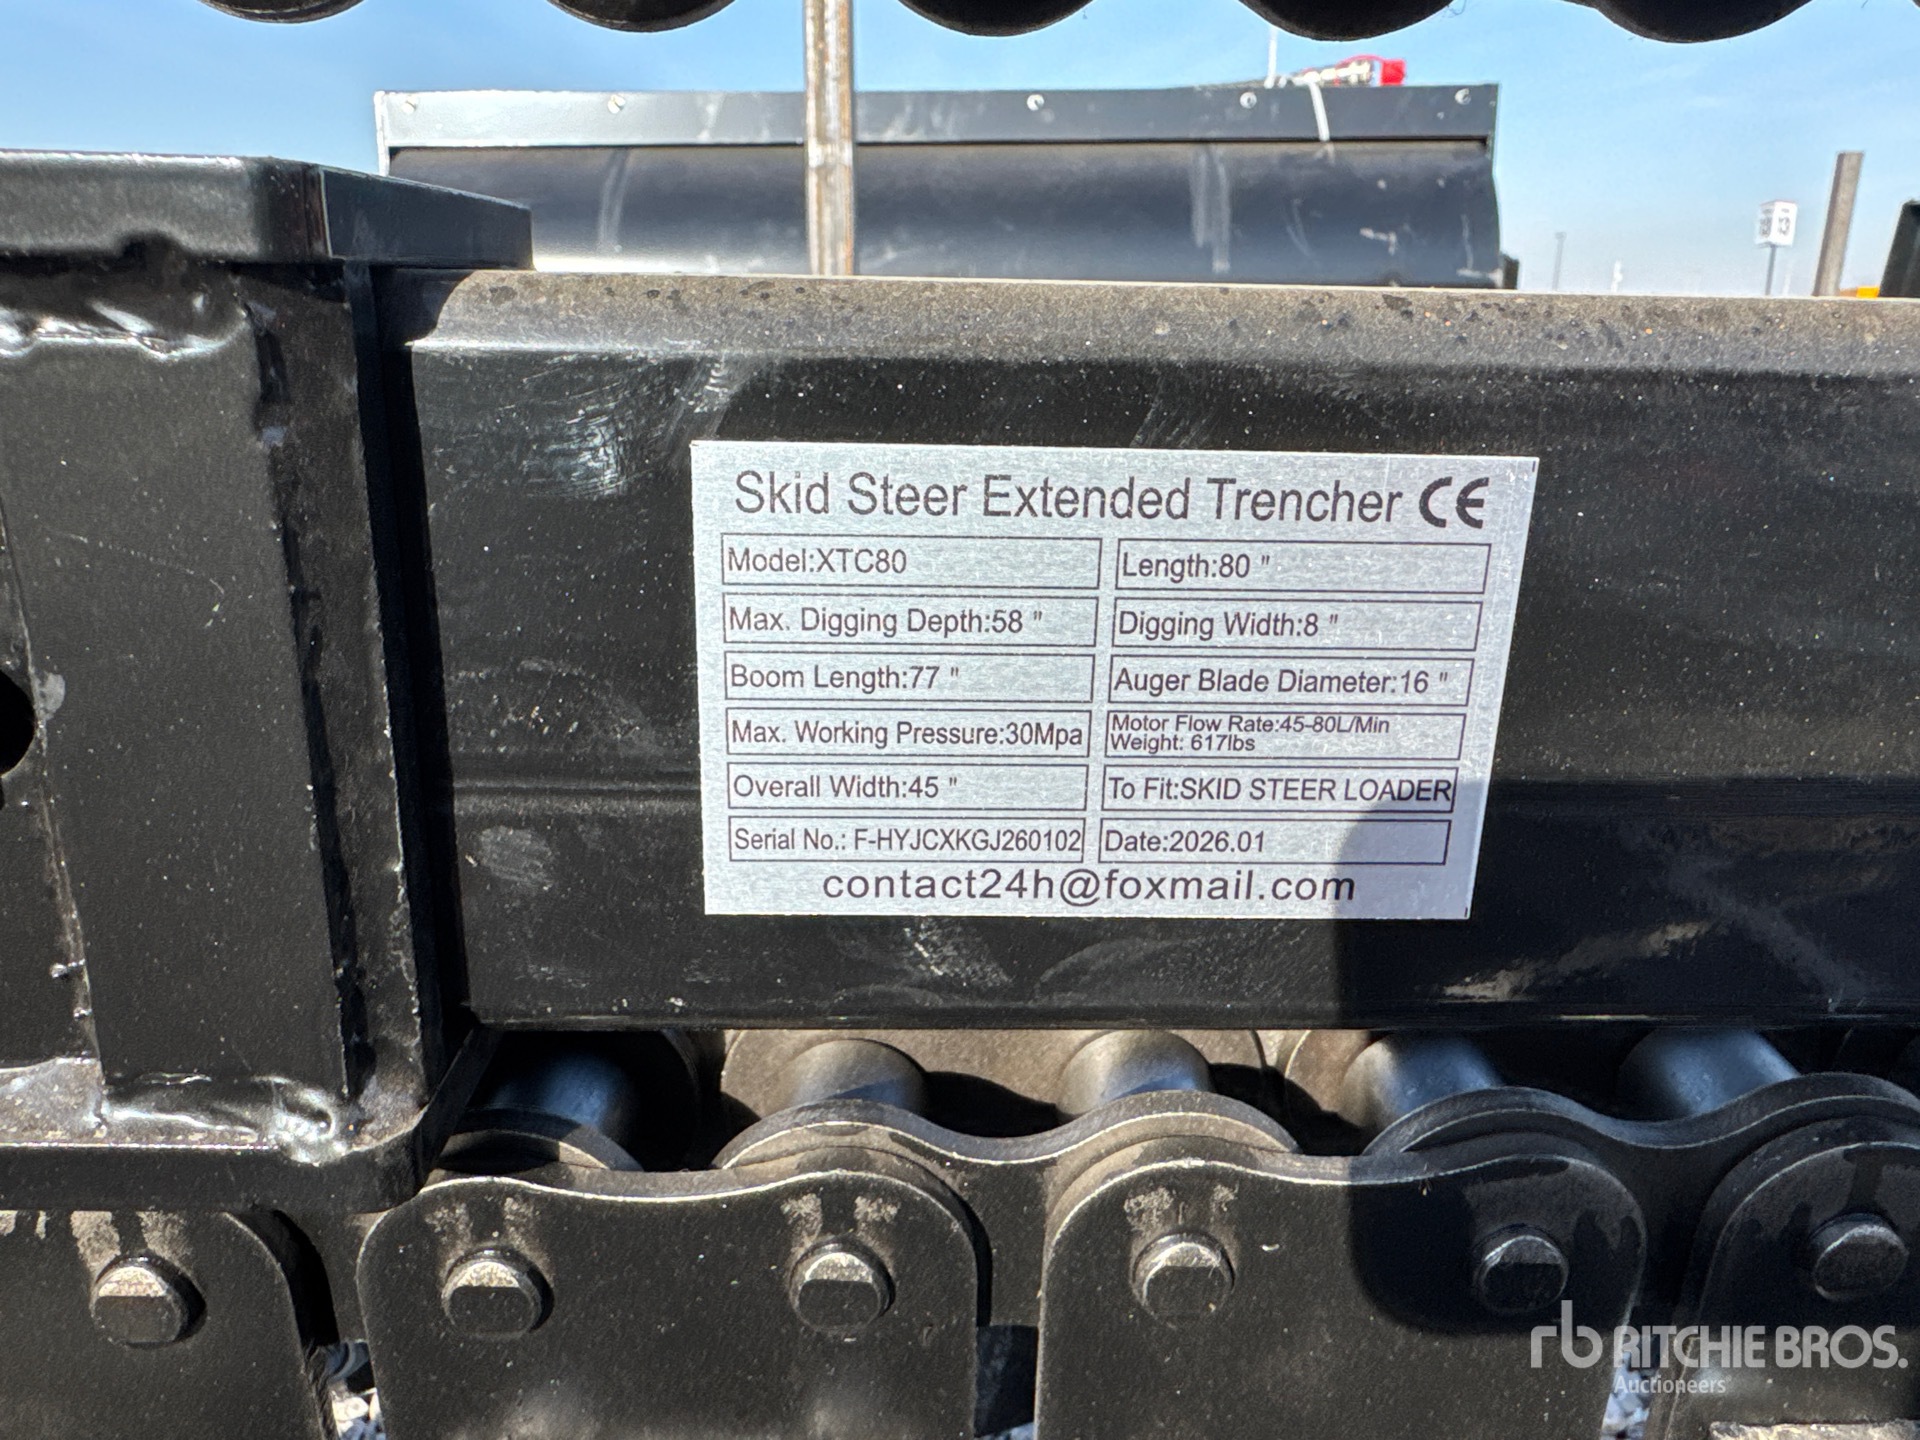 Skid Steer Extended Trencher CE
Model:XTC80
Length:80 "
Max. Digging Depth:58 "
Digging Width:8 "
Boom Length:77 "
Auger Blade Diameter:16 "
Max. Working Pressure:30Mpa
Motor Flow Rate:45-80L/Min
Weight: 617lbs
Overall Width:45 "
To Fit:SKID STEER LOADER
Serial No.: F-HYJCXKGJ260102
Date:2026.01
contact24h@foxmail.com
rb RITCHIE BROS.
Auctioneers